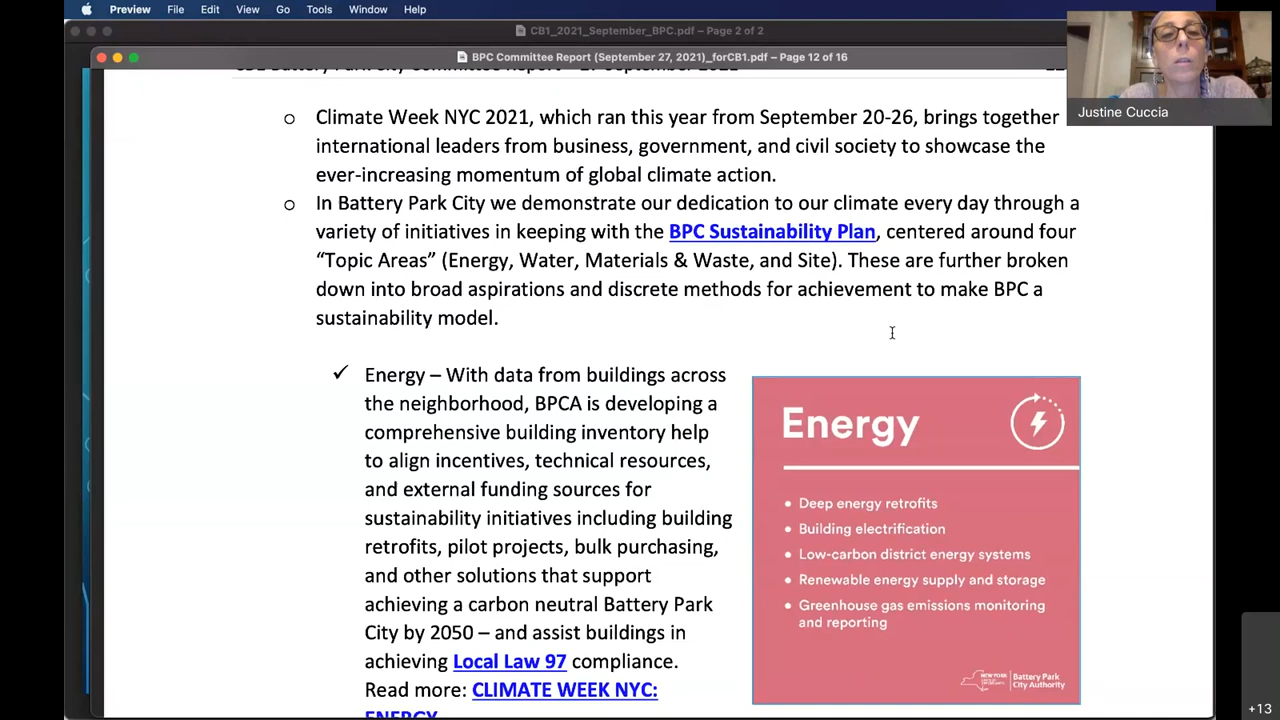 Preview File Edit View Go Tools Window Help
CB1_2021_September_BPC.pdf – Page 2 of 2
BPC Committee Report (September 27, 2021)_forCB1.pdf – Page 12 of 16
Justine Cuccia
o Climate Week NYC 2021, which ran this year from September 20-26, brings together
international leaders from business, government, and civil society to showcase the
ever-increasing momentum of global climate action.
o In Battery Park City we demonstrate our dedication to our climate every day through a
variety of initiatives in keeping with the BPC Sustainability Plan, centered around four
“Topic Areas” (Energy, Water, Materials & Waste, and Site). These are further broken
down into broad aspirations and discrete methods for achievement to make BPC a
sustainability model.
✓ Energy – With data from buildings across
the neighborhood, BPCA is developing a
comprehensive building inventory help
to align incentives, technical resources,
and external funding sources for
sustainability initiatives including building
retrofits, pilot projects, bulk purchasing,
and other solutions that support
achieving a carbon neutral Battery Park
City by 2050 – and assist buildings in
achieving Local Law 97 compliance.
Read more: CLIMATE WEEK NYC:
ENERGY
Energy
• Deep energy retrofits
• Building electrification
• Low-carbon district energy systems
• Renewable energy supply and storage
• Greenhouse gas emissions monitoring
and reporting
Battery Park
City Authority
+13